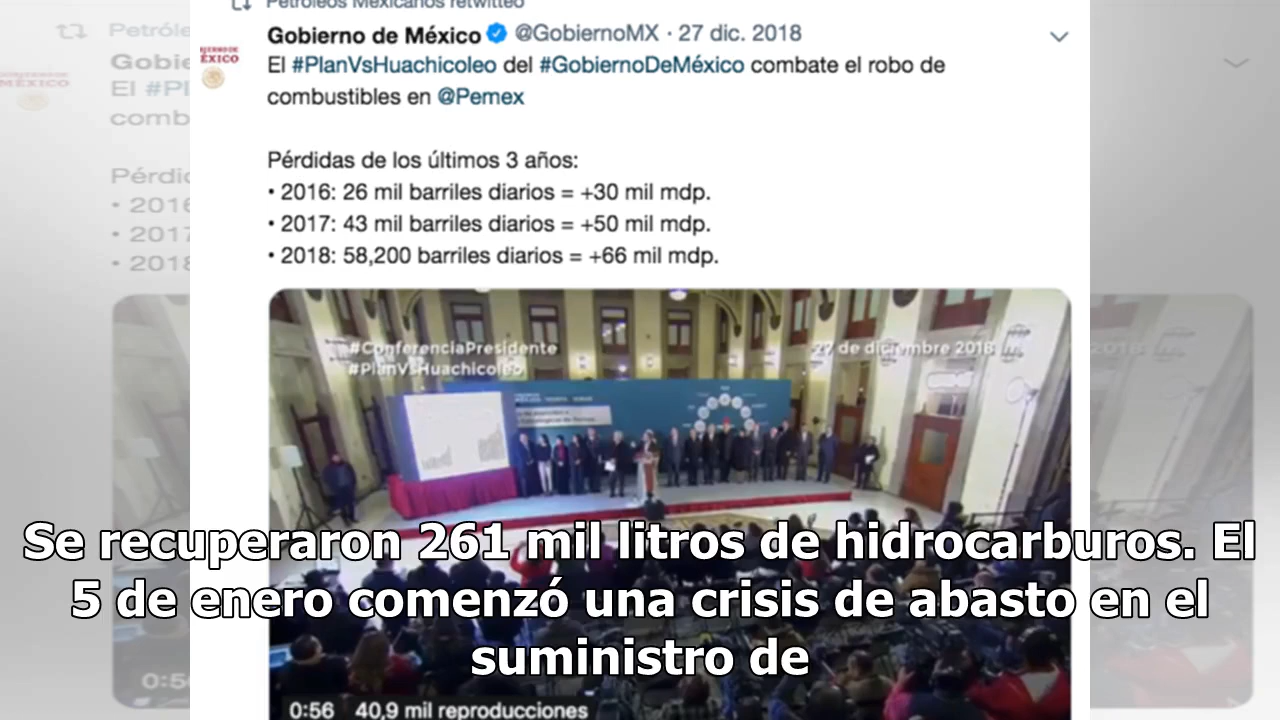 Petróleos Mexicanos retwitteó
Gobierno de México @GobiernoMX · 27 dic. 2018
El #PlanVsHuachicoleo del #GobiernoDeMéxico combate el robo de
combustibles en @Pemex
Pérdidas de los últimos 3 años:
• 2016: 26 mil barriles diarios = +30 mil mdp.
• 2017: 43 mil barriles diarios = +50 mil mdp.
• 2018: 58,200 barriles diarios = +66 mil mdp.
#ConferenciaPresidente
27 de diciembre 2018
#PlanVsHuachicoleo
Se recuperaron 261 mil litros de hidrocarburos. El
5 de enero comenzó una crisis de abasto en el
suministro de
0:56 40,9 mil reproducciones